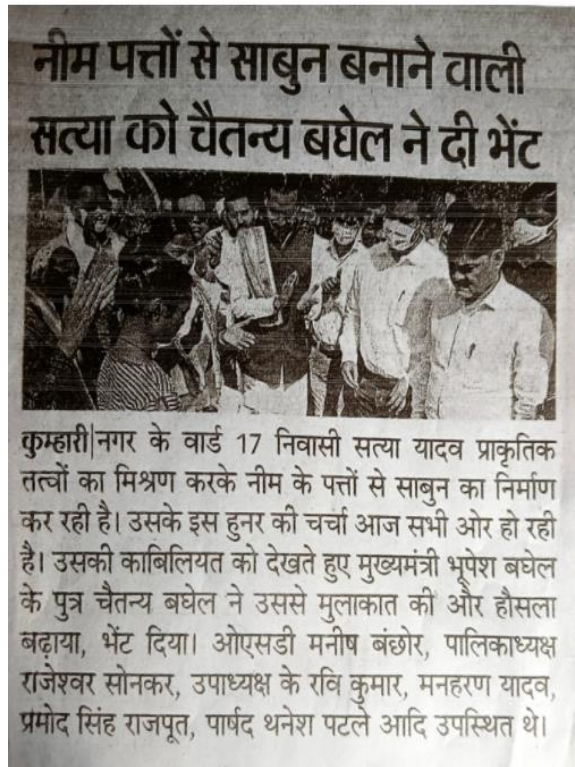 नीम पत्तों से साबुन बनाने वाली
सत्या को चैतन्य बघेल ने दी भेंट
कुम्हारी|नगर के वार्ड 17 निवासी सत्या यादव प्राकृतिक
तत्वों का मिश्रण करके नीम के पत्तों से साबुन का निर्माण
कर रही है। उसके इस हुनर की चर्चा आज सभी ओर हो रही
है। उसकी काबिलियत को देखते हुए मुख्यमंत्री भूपेश बघेल
के पुत्र चैतन्य बघेल ने उससे मुलाकात की और हौसला
बढ़ाया, भेंट दिया। ओएसडी मनीष बंछोर, पालिकाध्यक्ष
राजेश्वर सोनकर, उपाध्यक्ष के रवि कुमार, मनहरण यादव,
प्रमोद सिंह राजपूत, पार्षद थनेश पटले आदि उपस्थित थे।